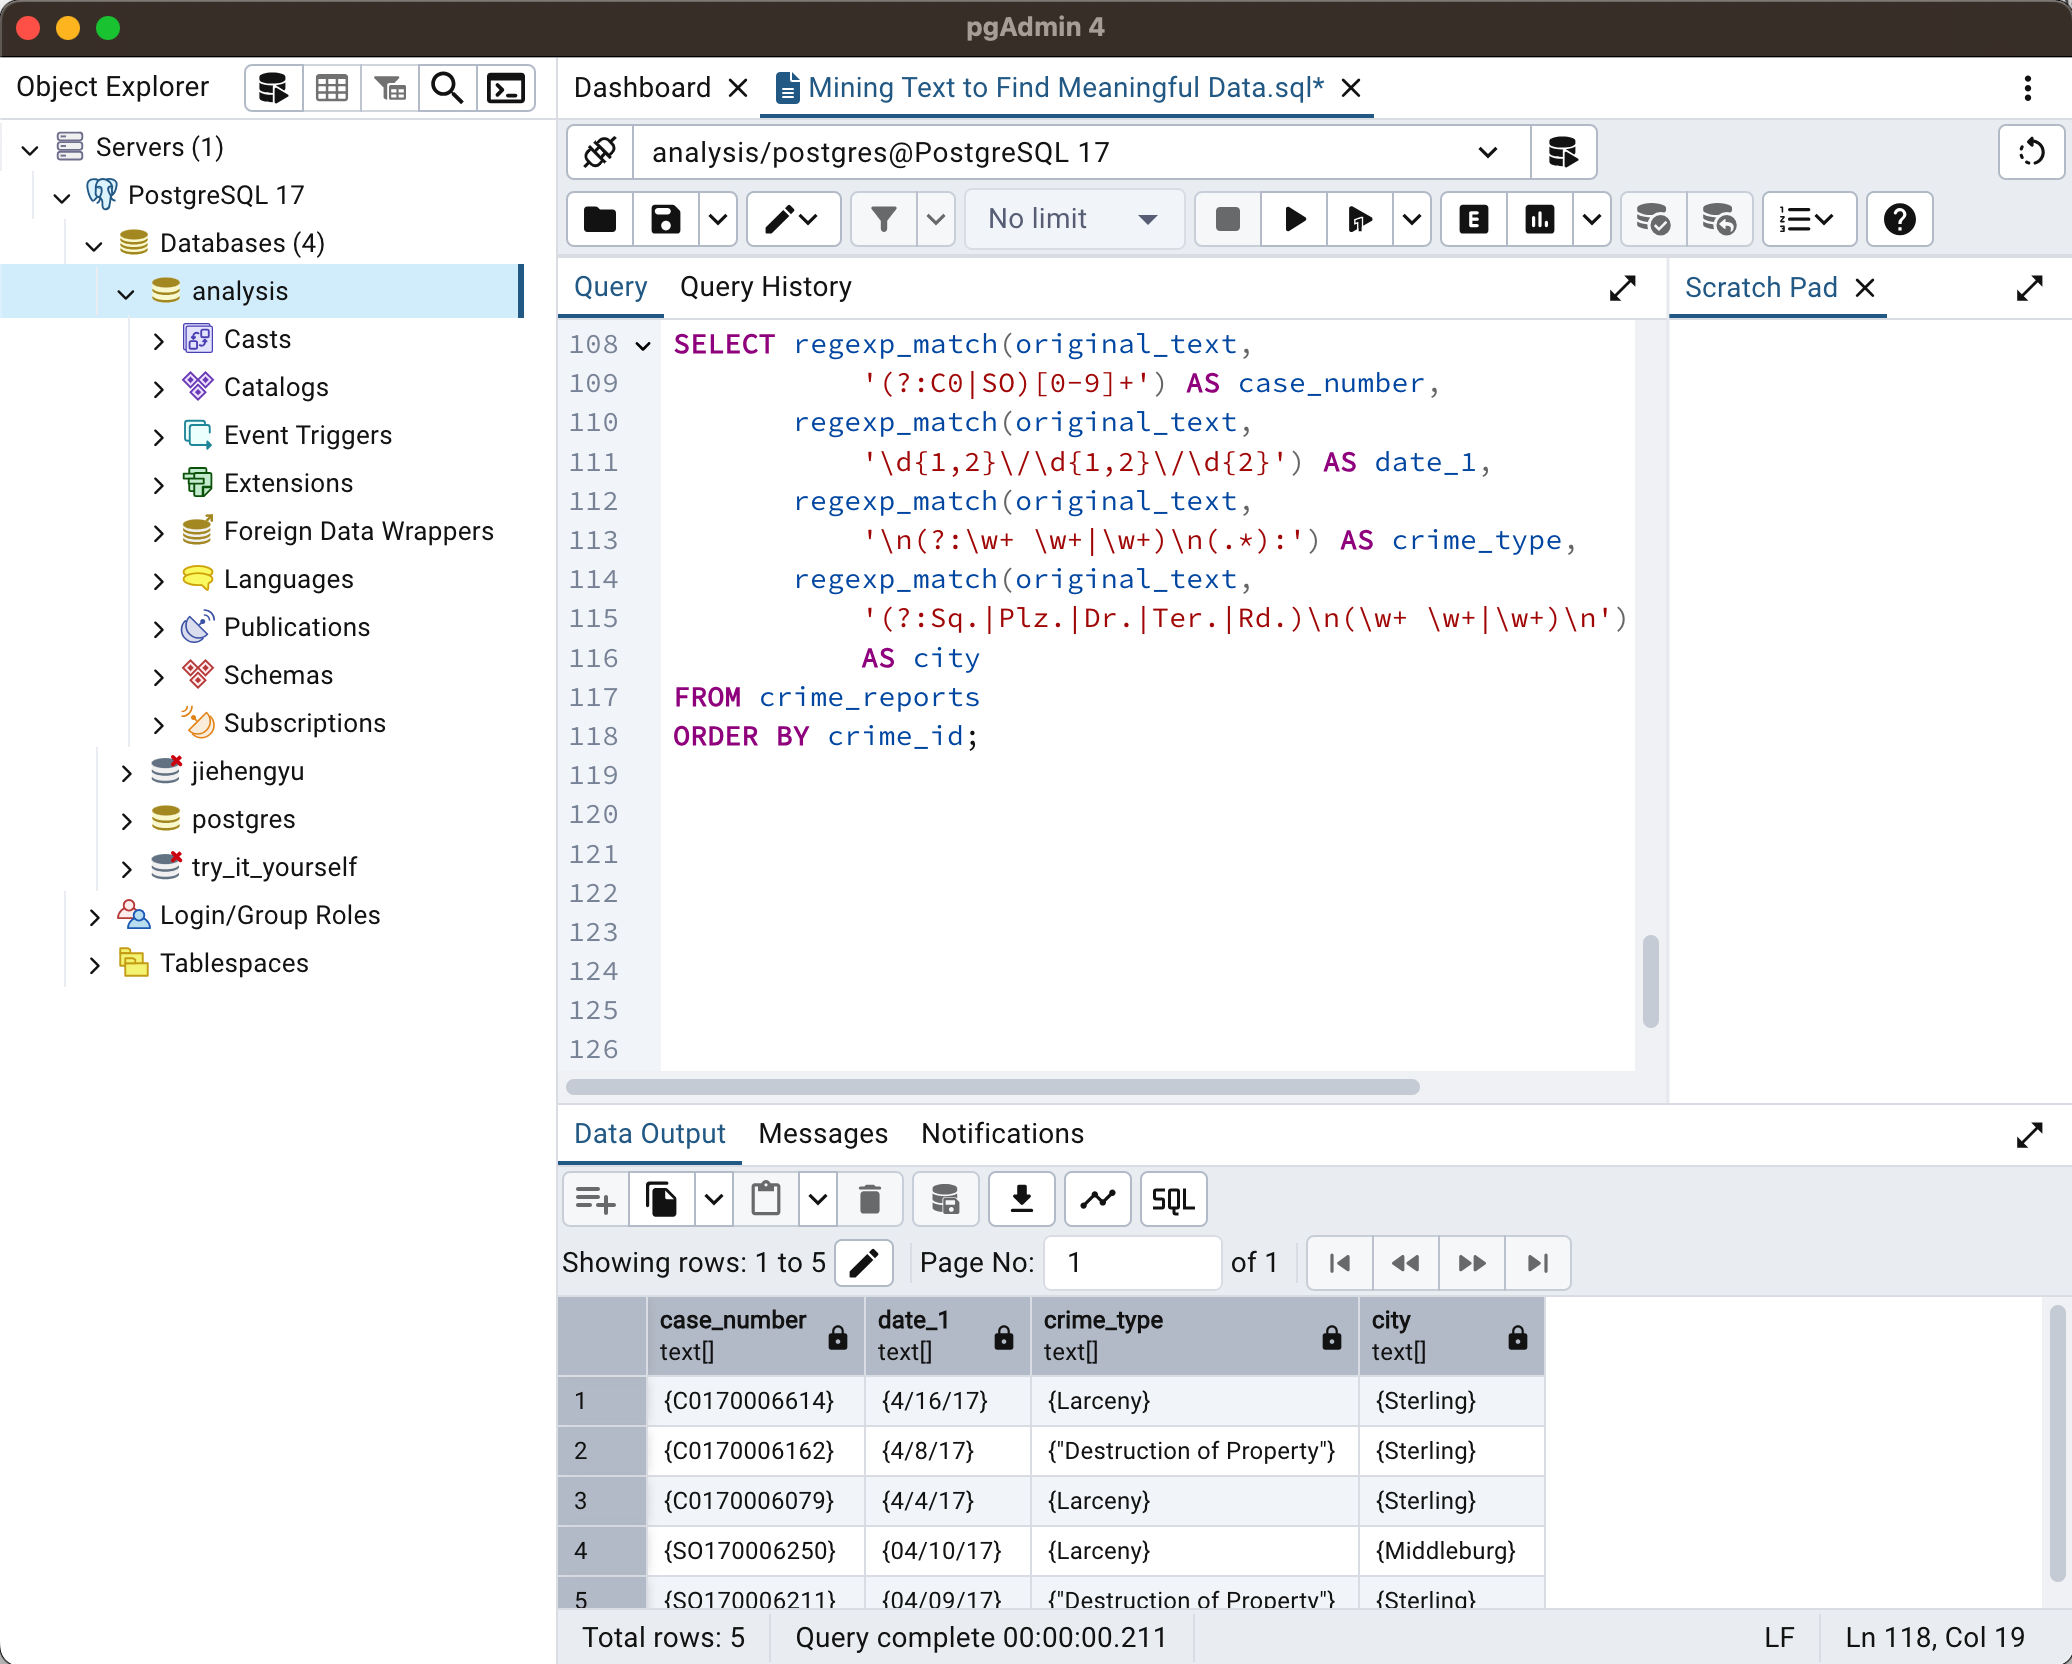 pgAdmin 4
Object Explorer
Servers (1)
PostgreSQL 17
Databases (4)
analysis
Casts
Catalogs
Event Triggers
Extensions
Foreign Data Wrappers
Languages
Publications
Schemas
Subscriptions
jiehengyu
postgres
try_it_yourself
Login/Group Roles
Tablespaces
Dashboard
Mining Text to Find Meaningful Data.sql*
analysis/postgres@PostgreSQL 17
No limit
E
Query Query History
Scratch Pad
108 SELECT regexp_match(original_text,
109 '(?:C0|SO)[0-9]+') AS case_number,
110 regexp_match(original_text,
111 '\d{1,2}\/\d{1,2}\/\d{2}') AS date_1,
112 regexp_match(original_text,
113 '\n(?:\w+ \w+|\w+)\n(.*):') AS crime_type,
114 regexp_match(original_text,
115 '(?:Sq.|Plz.|Dr.|Ter.|Rd.)\n(\w+ \w+|\w+)\n')
116 AS city
117 FROM crime_reports
118 ORDER BY crime_id;
119
120
121
122
123
124
125
126
Data Output Messages Notifications
SQL
Showing rows: 1 to 5 Page No: 1 of 1
case_number date_1 crime_type city
text[] text[] text[] text[]
1 {C0170006614} {4/16/17} {Larceny} {Sterling}
2 {C0170006162} {4/8/17} {"Destruction of Property"} {Sterling}
3 {C0170006079} {4/4/17} {Larceny} {Sterling}
4 {SO170006250} {04/10/17} {Larceny} {Middleburg}
5 {SO170006211} {04/09/17} {"Destruction of Property"} {Sterling}
Total rows: 5 Query complete 00:00:00.211 LF Ln 118, Col 19